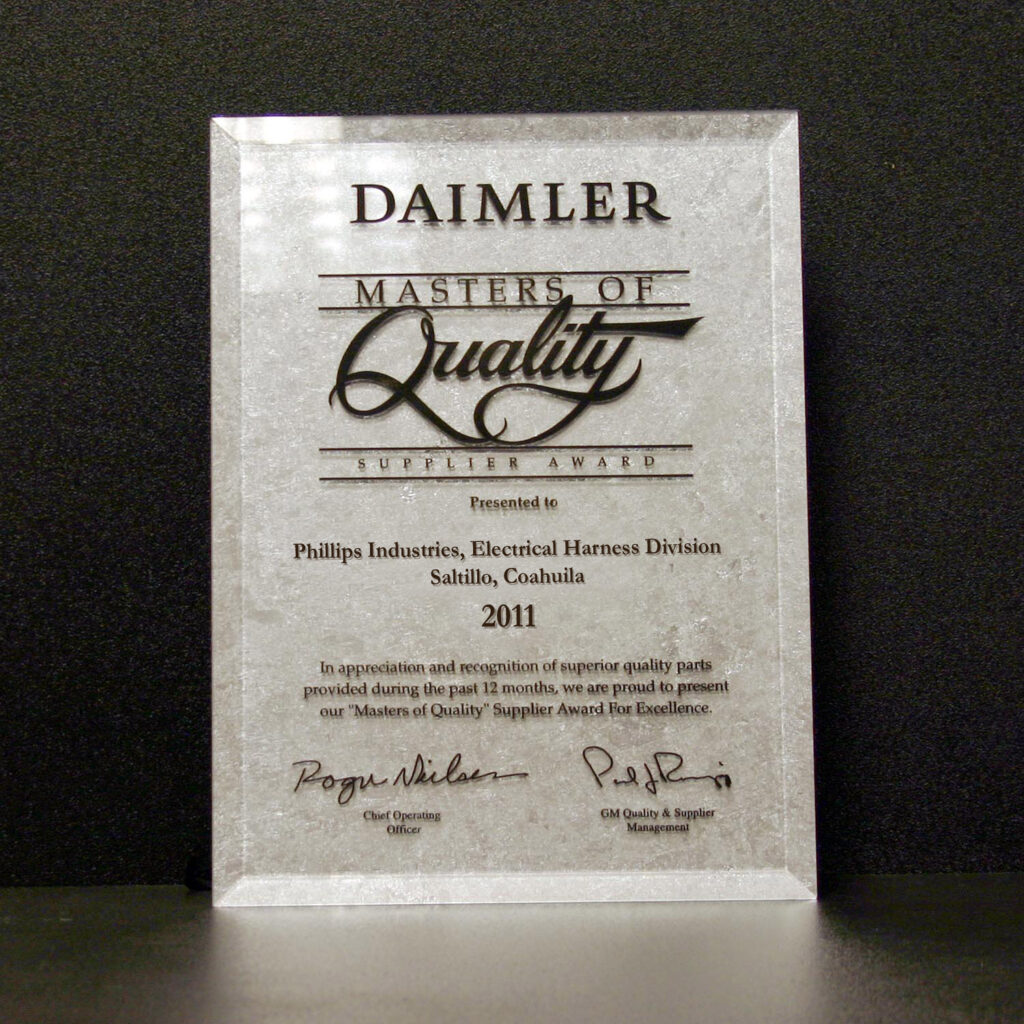 DAIMLER
MASTERS OF
Quality
SUPPLIER AWARD
Presented to
Phillips Industries, Electrical Harness Division
Saltillo, Coahuila
2011
In appreciation and recognition of superior quality parts
provided during the past 12 months, we are proud to present
our "Masters of Quality" Supplier Award For Excellence.
Roger Nielsen
Chief Operating
Officer
GM Quality & Supplier
Management